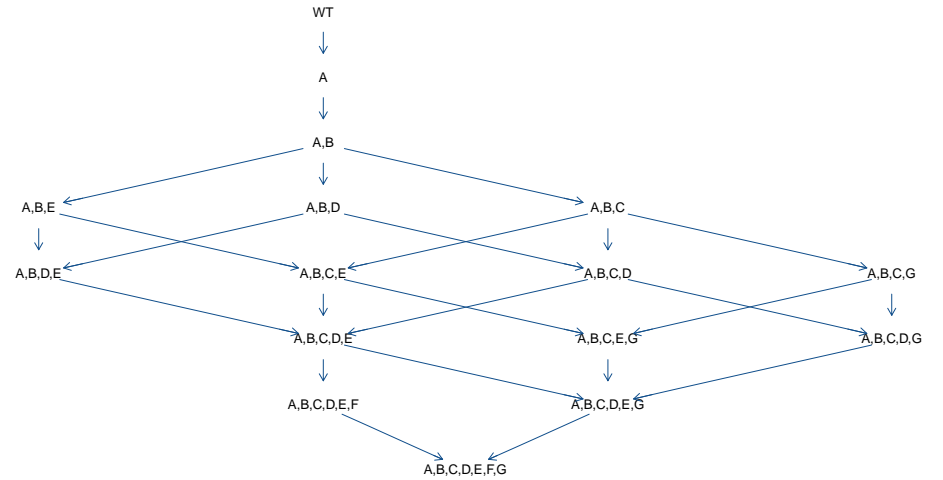 WT
A
A,B
A,B,E
A,B,D
A,B,C
A,B,D,E
A,B,C,E
A,B,C,D
A,B,C,G
A,B,C,D,E
A,B,C,E,G
A,B,C,D,G
A,B,C,D,E,F
A,B,C,D,E,G
A,B,C,D,E,F,G